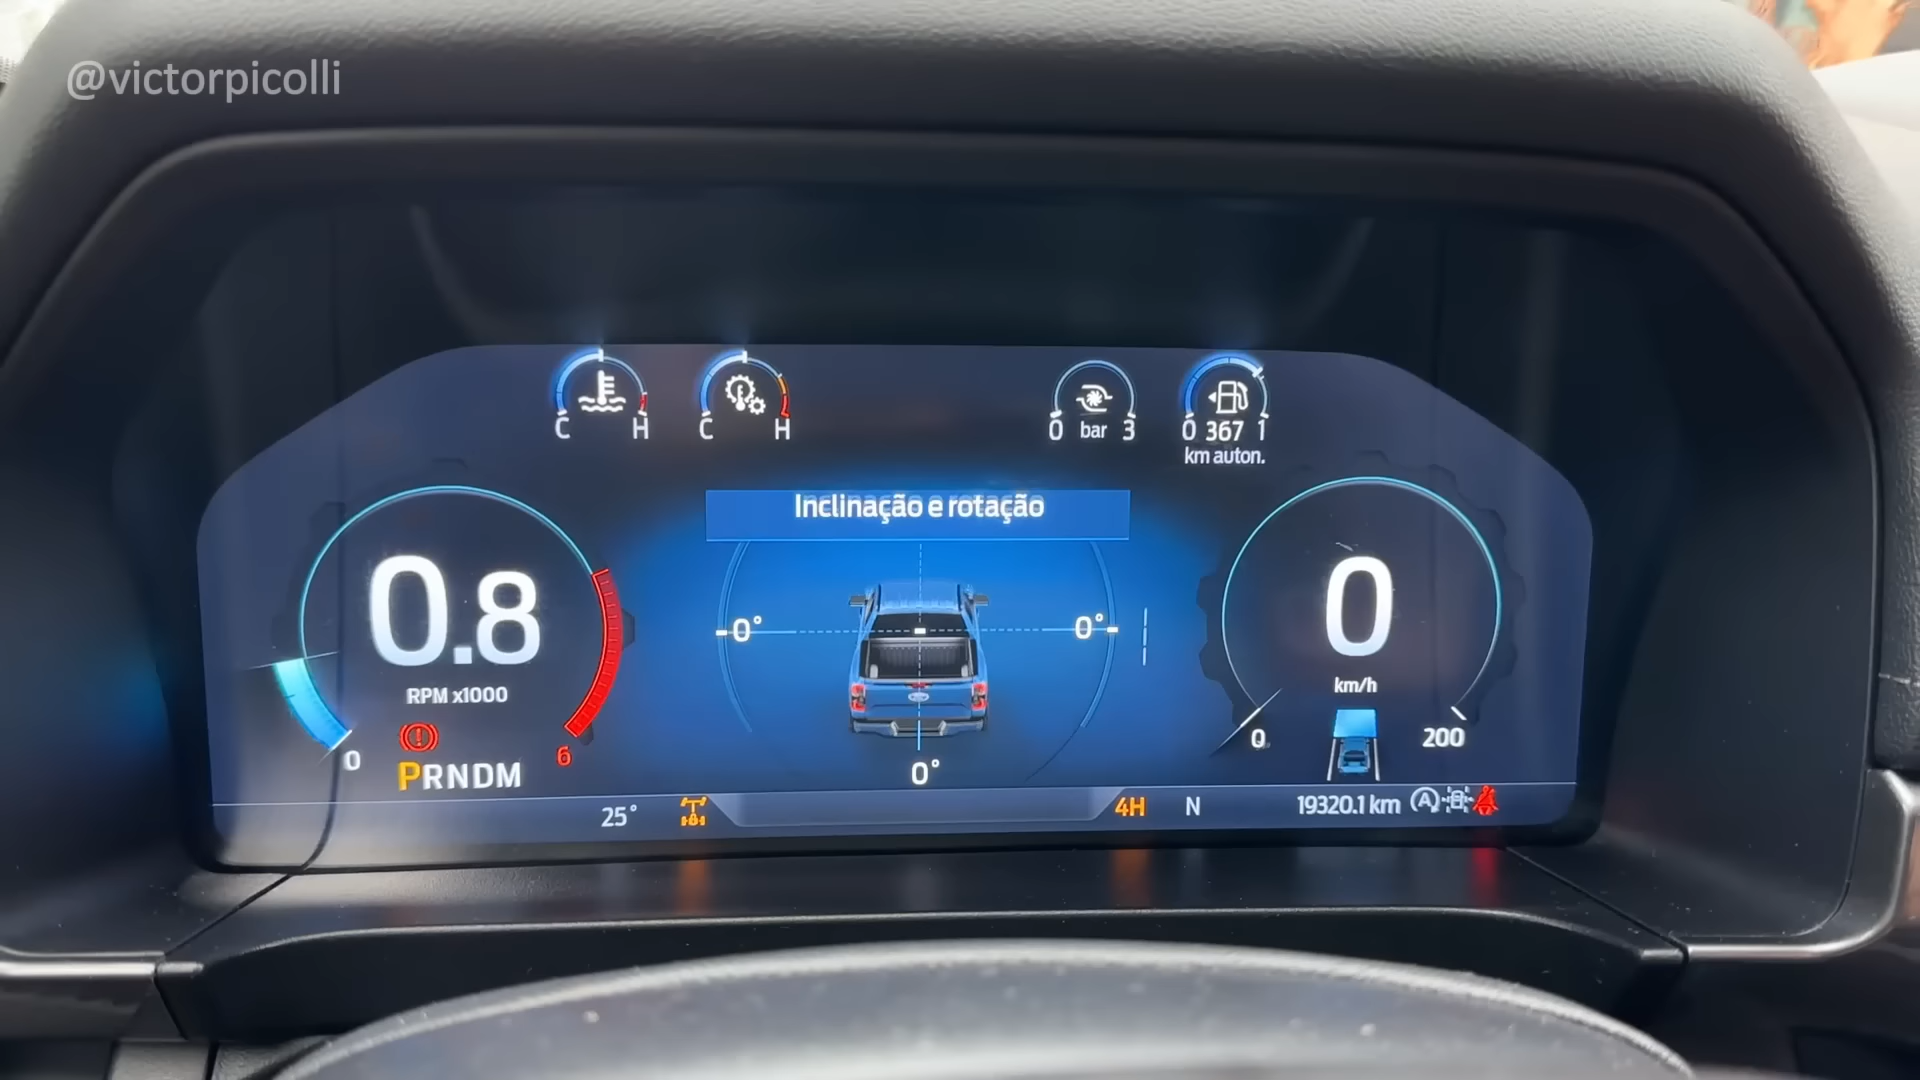 @victorpicolli
C H
C H
0 bar 3
0 367 1
km auton.
Inclinação e rotação
0.8
RPM x1000
0
6
PRNDM
0°
0°
0°
0
km/h
0
200
25°
4H
N
19320.1 km
A